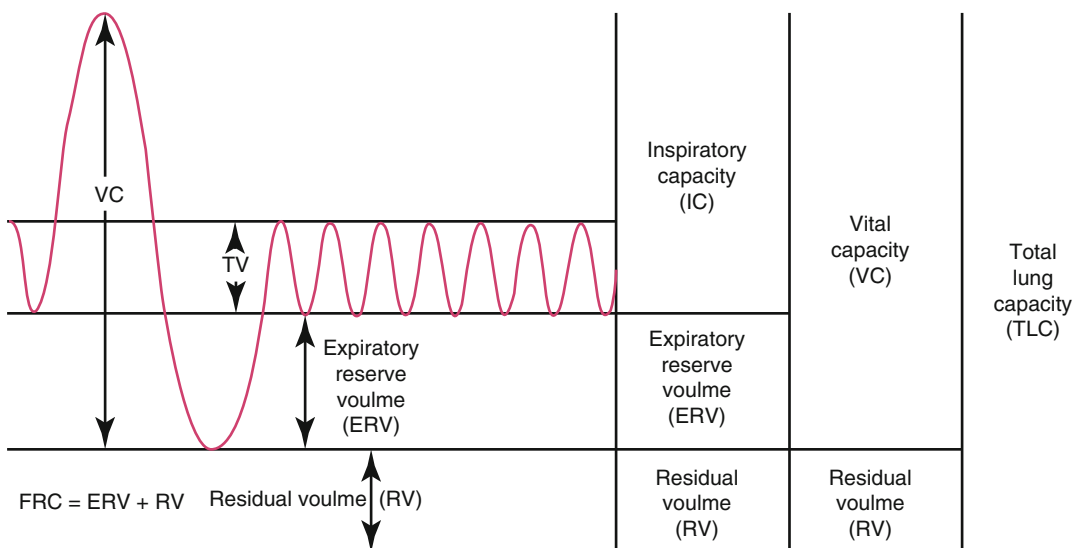 VC
TV
Expiratory
reserve
voulme
(ERV)
FRC = ERV + RV
Residual voulme (RV)
Inspiratory
capacity
(IC)
Expiratory
reserve
voulme
(ERV)
Residual
voulme
(RV)
Vital
capacity
(VC)
Residual
voulme
(RV)
Total
lung
capacity
(TLC)